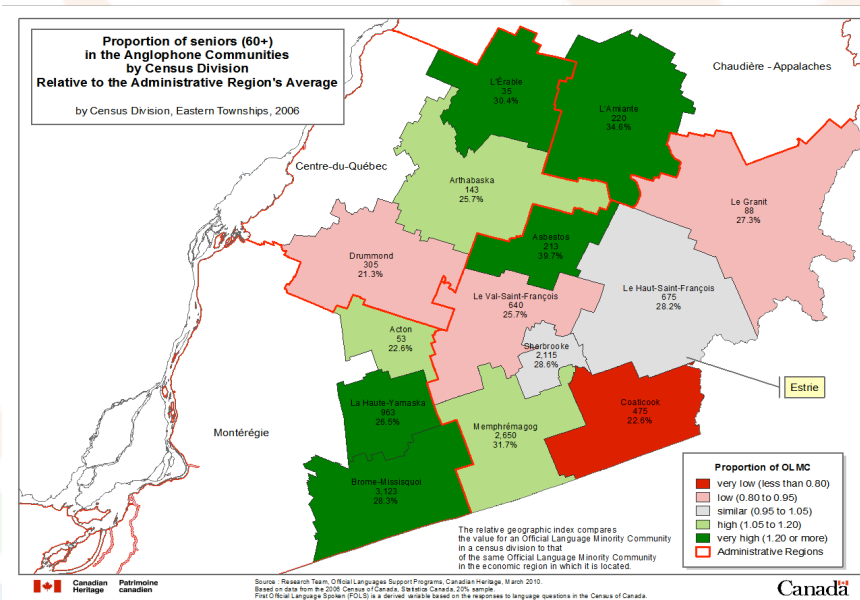 Proportion of seniors (60+)
in the Anglophone Communities
by Census Division
Relative to the Administrative Region's Average
by Census Division, Eastern Townships, 2006
Chaudière - Appalaches
L'Érable
35
30.4%
L'Amiante
220
34.5%
Centre-du-Québec
Arthabaska
143
25.7%
Le Granit
88
27.3%
Asbestos
213
39.7%
Drummond
305
21.3%
Le Haut-Saint-François
675
28.2%
Le Val-Saint-François
640
25.7%
Acton
53
22.6%
Sherbrooke
2,115
28.6%
Estrie
La Haute-Yamaska
963
26.5%
Coaticook
475
22.6%
Memphrémagog
2,650
31.7%
Montérégie
Brome-Missisquoi
3,123
28.3%
Proportion of OLMC
very low (less than 0.80)
low (0.80 to 0.95)
similar (0.95 to 1.05)
high (1.05 to 1.20)
very high (1.20 or more)
Administrative Regions
The relative geographic index compares
the value for an Official Language Minority Community
in a census division to that
of the same Official Language Minority Community
in the economic region in which it is located.
Canadian Heritage
Patrimoine canadien
Source : Research Team, Official Languages Support Programs, Canadian Heritage, March 2010.
Based on data from the 2006 Census of Canada, Statistics Canada, 20% sample.
First Official Language Spoken (FOLS) is a derived variable based on the responses to language questions in the Census of Canada.
Canada